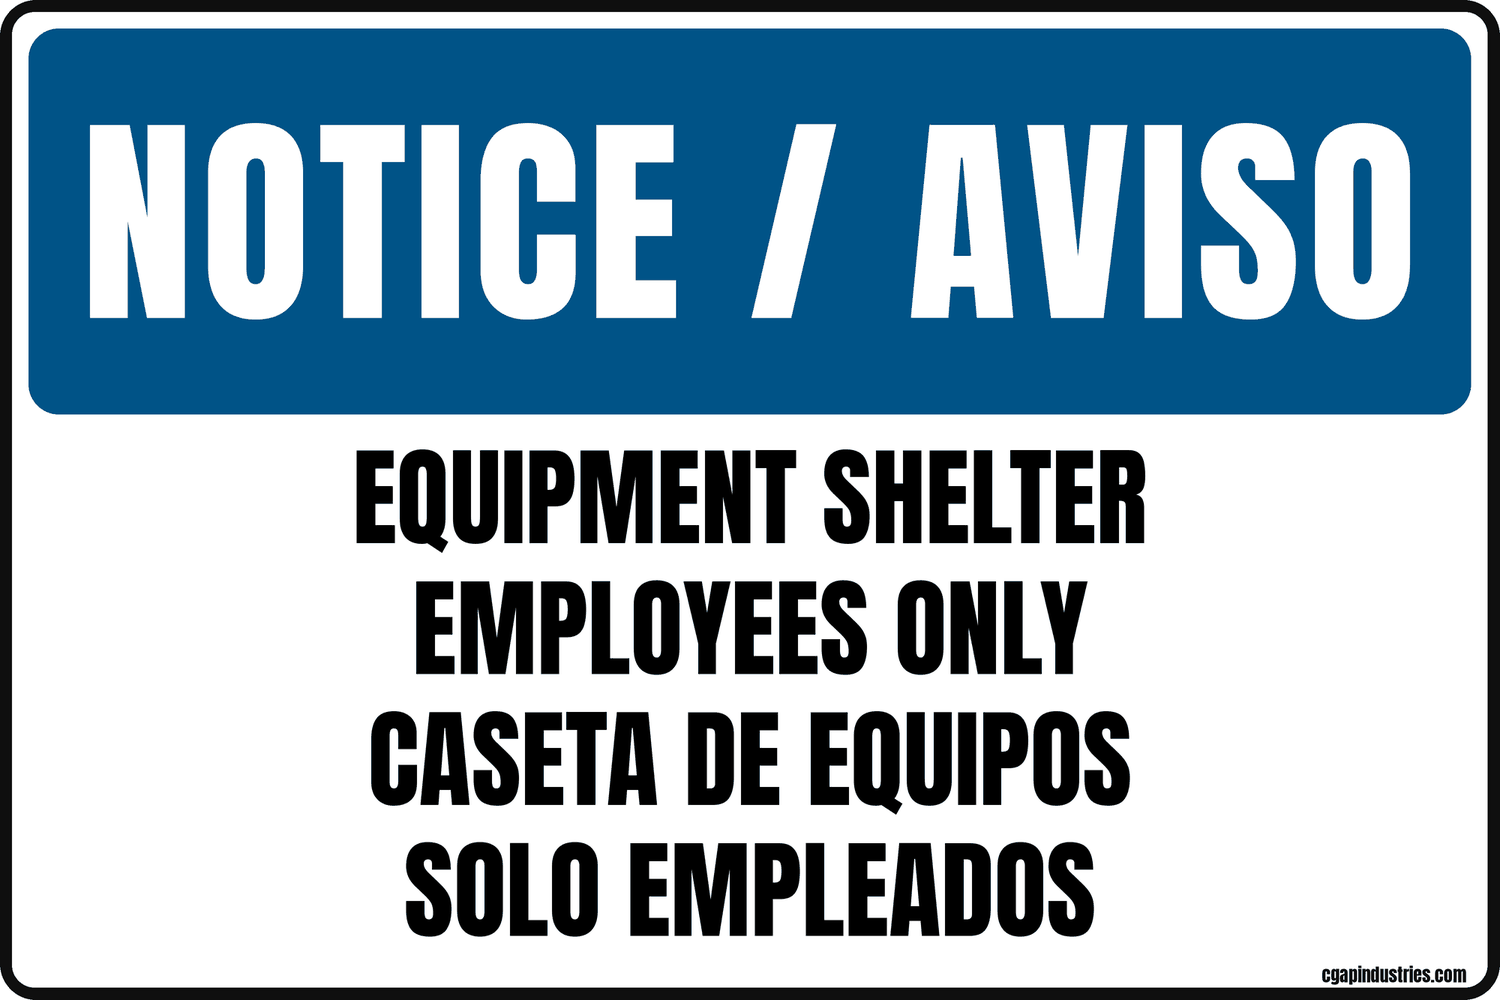 NOTICE / AVISO
EQUIPMENT SHELTER
EMPLOYEES ONLY
CASETA DE EQUIPOS
SOLO EMPLEADOS
cgapindustries.com